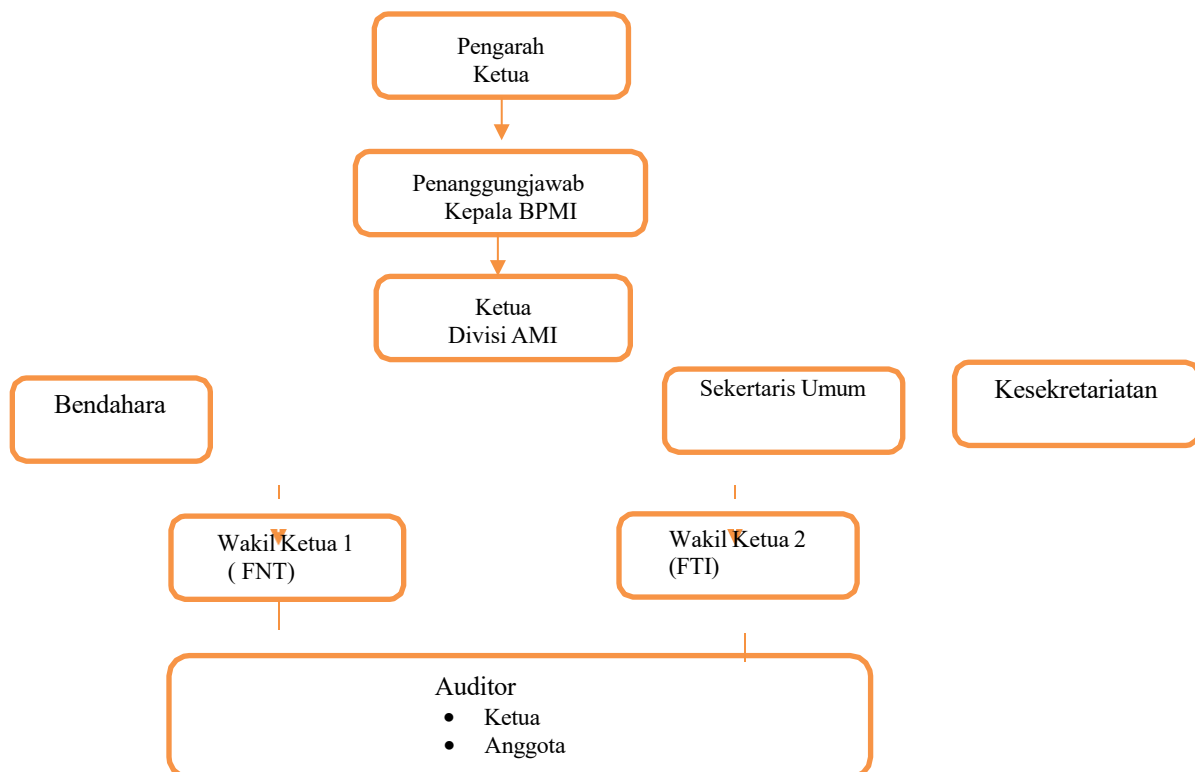 Pengarah
Ketua
Penanggungjawab
Kepala BPMI
Ketua
Divisi AMI
Bendahara
Sekertaris Umum
Kesekretariatan
Wakil Ketua 1
( FNT)
Wakil Ketua 2
(FTI)
Auditor
• Ketua
• Anggota